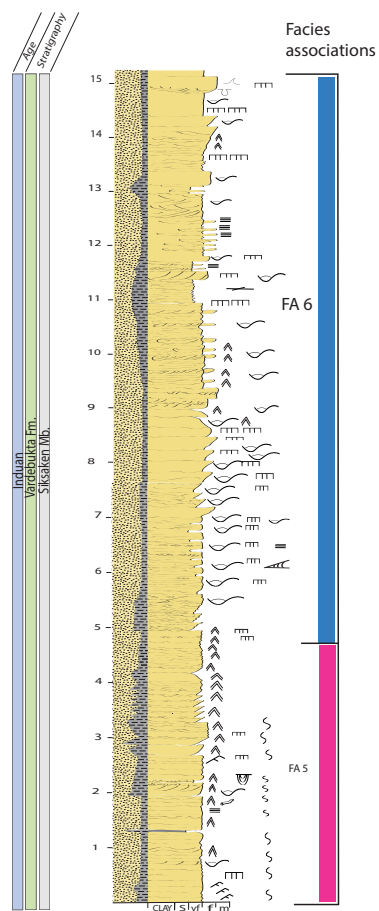 Age
Stratigraphy
Facies
associations
Induan
Vardebukta Fm.
Siksaken Mb.
15
14
13
12
11
10
9
8
7
6
5
4
3
2
1
FA 6
FA 5
CLAY S vf f m